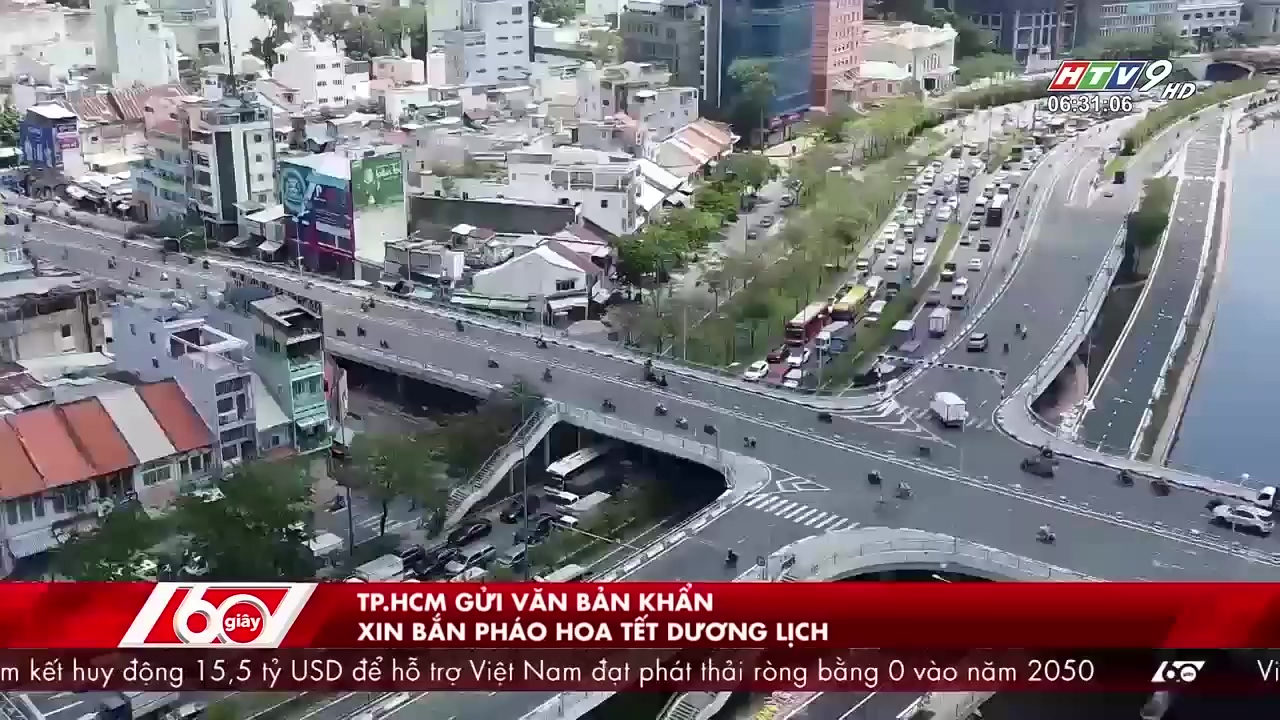 HTV9 HD
06:31:06
60 giây
TP.HCM GỬI VĂN BẢN KHẨN
XIN BẮN PHÁO HOA TẾT DƯƠNG LỊCH
m kết huy động 15,5 tỷ USD để hỗ trợ Việt Nam đạt phát thải ròng bằng 0 vào năm 2050
60
Vi